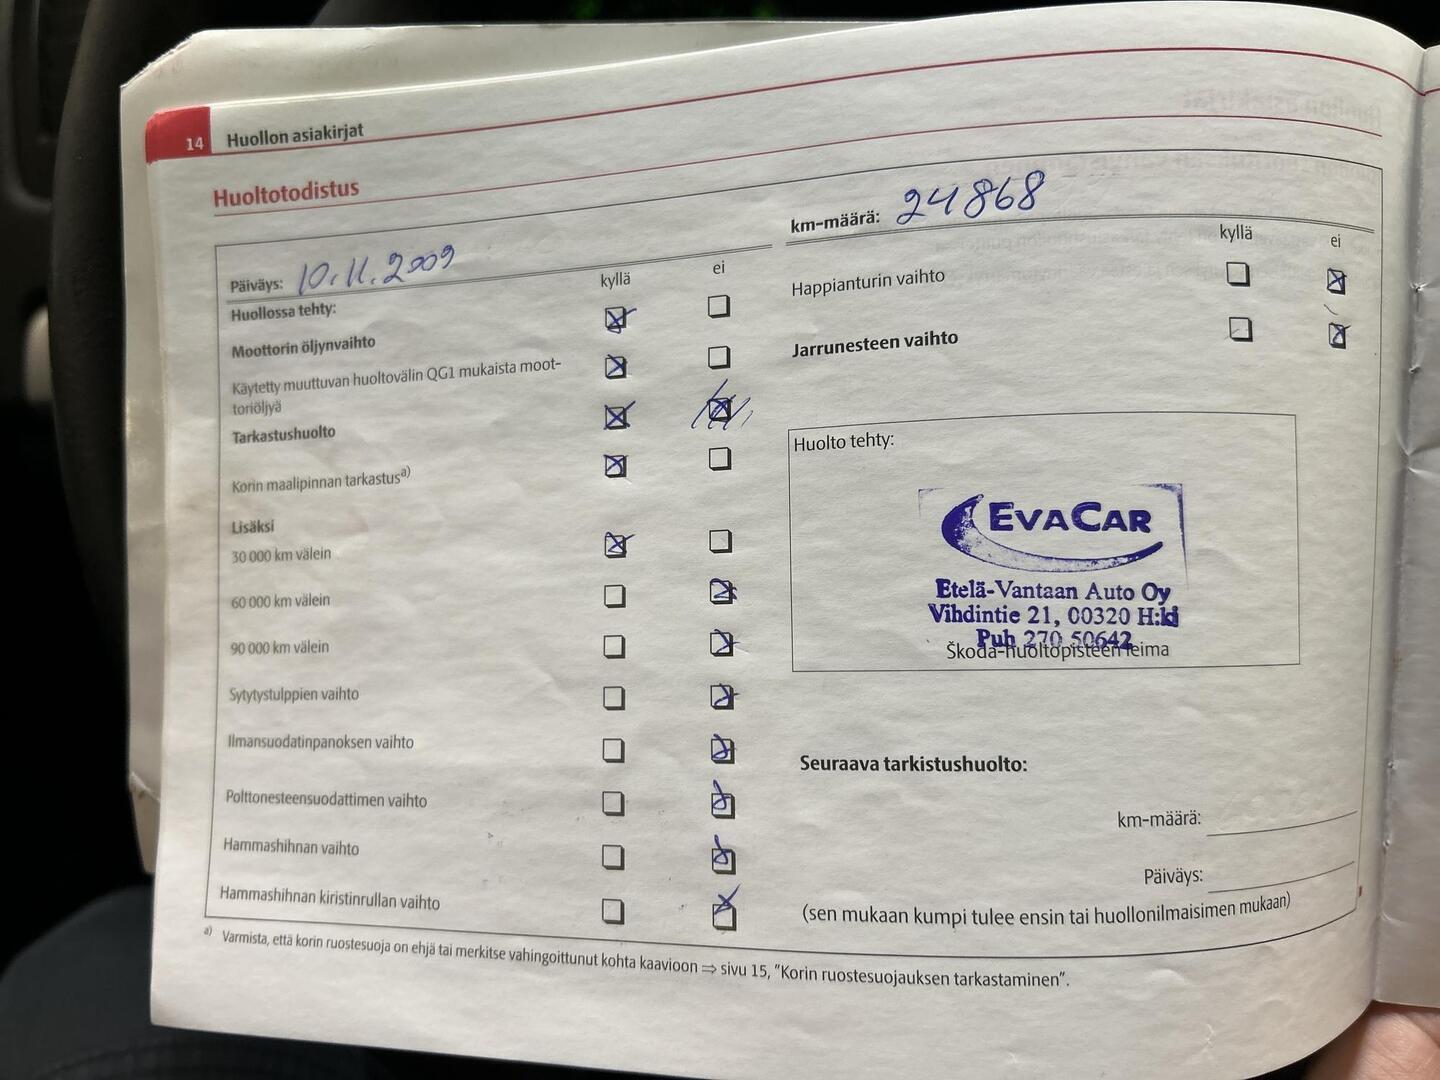 14 Huollon asiakirjat
Huoltotodistus
Päiväys: 10.11.2009
kyllä ei
Huollossa tehty:
Moottorin öljynvaihto
Käytetty muuttuvan huoltovälin QG1 mukaista moot-
toriöljyä
Tarkastushuolto
Korin maalipinnan tarkastus a)
Lisäksi
30 000 km välein
60 000 km välein
90 000 km välein
Sytytystulppien vaihto
Ilmansuodatinpanoksen vaihto
Polttonesteensuodattimen vaihto
Hammashihnan vaihto
Hammashihnan kiristinrullan vaihto
km-määrä: 24868
kyllä ei
Happianturin vaihto
Jarrunesteen vaihto
Huolto tehty:
EVACAR
Etelä-Vantaan Auto Oy
Vihdintie 21, 00320 H:ki
Puh 270 50642
Škoda-huoltopisteen leima
Seuraava tarkistushuolto:
km-määrä:
Päiväys:
(sen mukaan kumpi tulee ensin tai huollonilmaisimen mukaan)
a) Varmista, että korin ruostesuoja on ehjä tai merkitse vahingoittunut kohta kaavioon ⇒ sivu 15, "Korin ruostesuojauksen tarkastaminen".